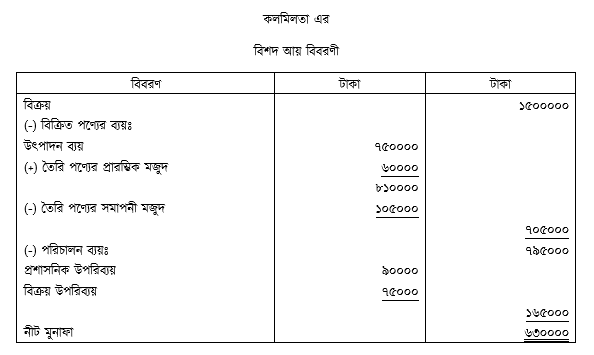 কলমিলতা এর
বিশদ আয় বিবরণী
বিবরণ টাকা টাকা
বিক্রয় ১৫০০০০০
(-) বিক্রিত পণ্যের ব্যয়ঃ
উৎপাদন ব্যয় ৭৫০০০০
(+) তৈরি পণ্যের প্রারম্ভিক মজুদ ৬০০০০
৮১০০০০
(-) তৈরি পণ্যের সমাপনী মজুদ ১০৫০০০
৭০৫০০০
(-) পরিচালন ব্যয়ঃ ৭৯৫০০০
প্রশাসনিক উপরিব্যয় ৯০০০০
বিক্রয় উপরিব্যয় ৭৫০০০
১৬৫০০০
নীট মুনাফা ৬৩০০০০